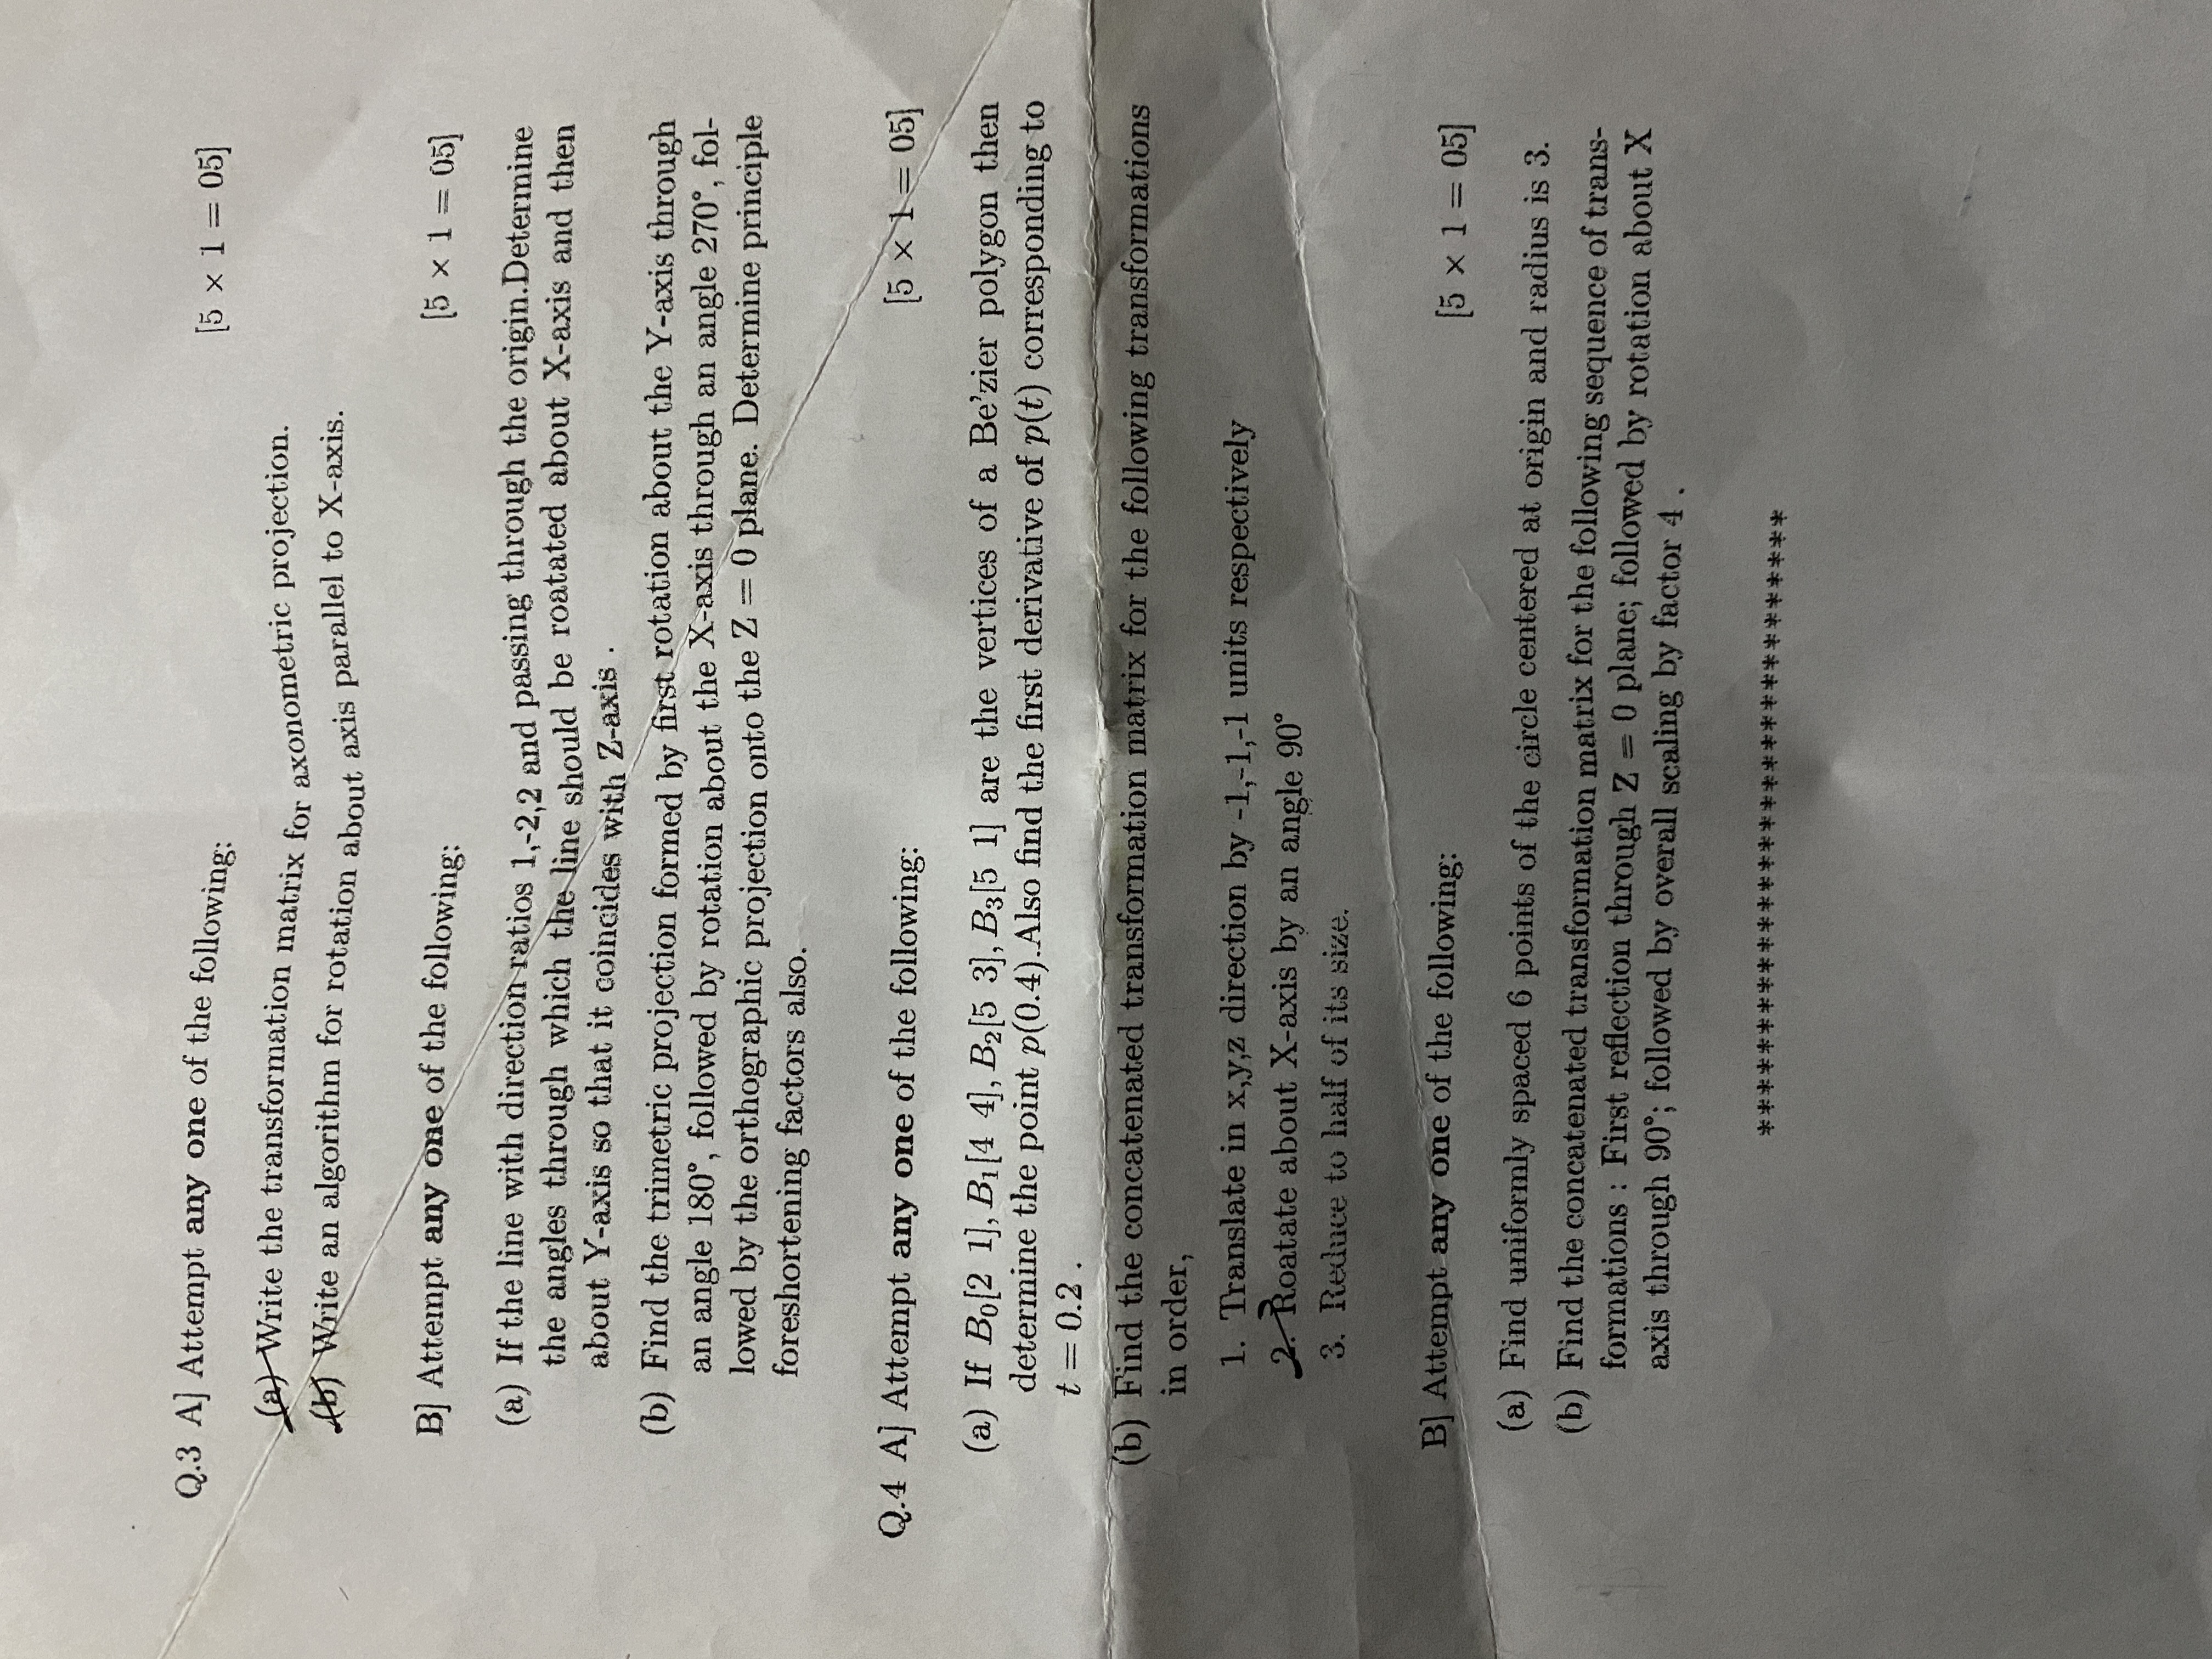 Q.3 A] Attempt any one of the following: [5 × 1 = 05]
(a) Write the transformation matrix for axonometric projection.
(b) Write an algorithm for rotation about axis parallel to X-axis.
B] Attempt any one of the following: [5 × 1 = 05]
(a) If the line with direction ratios 1,-2,2 and passing through the origin.Determine
the angles through which the line should be roatated about X-axis and then
about Y-axis so that it coincides with Z-axis .
(b) Find the trimetric projection formed by first rotation about the Y-axis through
an angle 180°, followed by rotation about the X-axis through an angle 270°, fol-
lowed by the orthographic projection onto the Z = 0 plane. Determine principle
foreshortening factors also.
Q.4 A] Attempt any one of the following: [5 × 1 = 05]
(a) If B₀[2 1], B₁[4 4], B₂[5 3], B₃[5 1] are the vertices of a Be'zier polygon then
determine the point p(0.4).Also find the first derivative of p(t) corresponding to
t = 0.2 .
(b) Find the concatenated transformation matrix for the following transformations
in order,
1. Translate in x,y,z direction by -1,-1,-1 units respectively
2. Roatate about X-axis by an angle 90°
3. Reduce to half of its size.
B] Attempt any one of the following: [5 × 1 = 05]
(a) Find uniformly spaced 6 points of the circle centered at origin and radius is 3.
(b) Find the concatenated transformation matrix for the following sequence of trans-
formations : First reflection through Z = 0 plane; followed by rotation about X
axis through 90°; followed by overall scaling by factor 4 .
*******************************